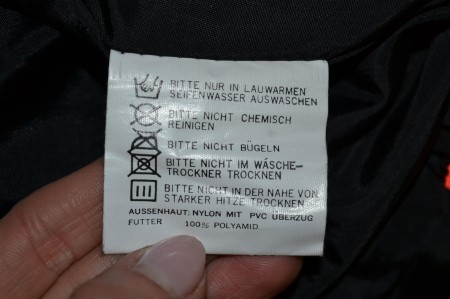 BITTE NUR IN LAUWARMEN
SEIFENWASSER AUSWASCHEN
BITTE NICHT CHEMISCH
REINIGEN
BITTE NICHT BÜGELN
BITTE NICHT IM WÄSCHE-
TROCKNER TROCKNEN
BITTE NICHT IN DER NAHE VON
STARKER HITZE TROCKNEN
AUSSENHAUT: NYLON MIT PVC ÜBERZUG
FUTTER 100% POLYAMID